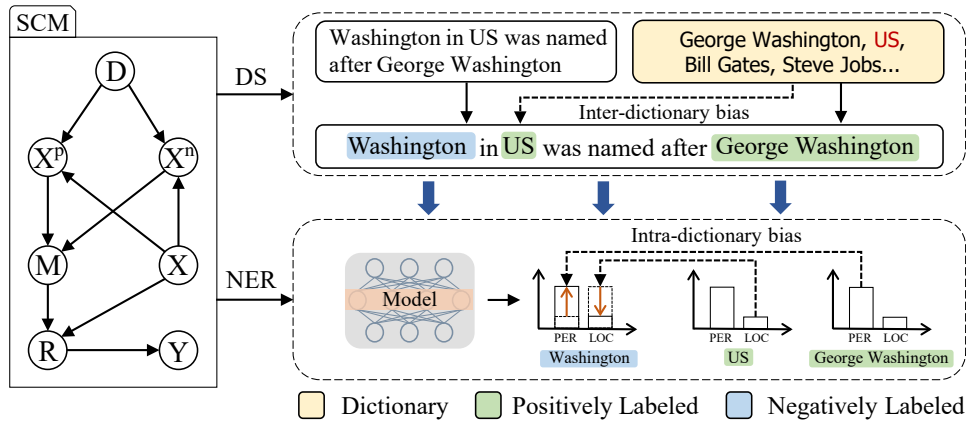 SCM
D
X^p
X^n
M
X
R
Y
DS
NER
Washington in US was named
after George Washington
George Washington, US,
Bill Gates, Steve Jobs...
Inter-dictionary bias
Washington in US was named after George Washington
Intra-dictionary bias
Model
PER LOC
Washington
PER LOC
US
PER LOC
George Washington
Dictionary
Positively Labeled
Negatively Labeled